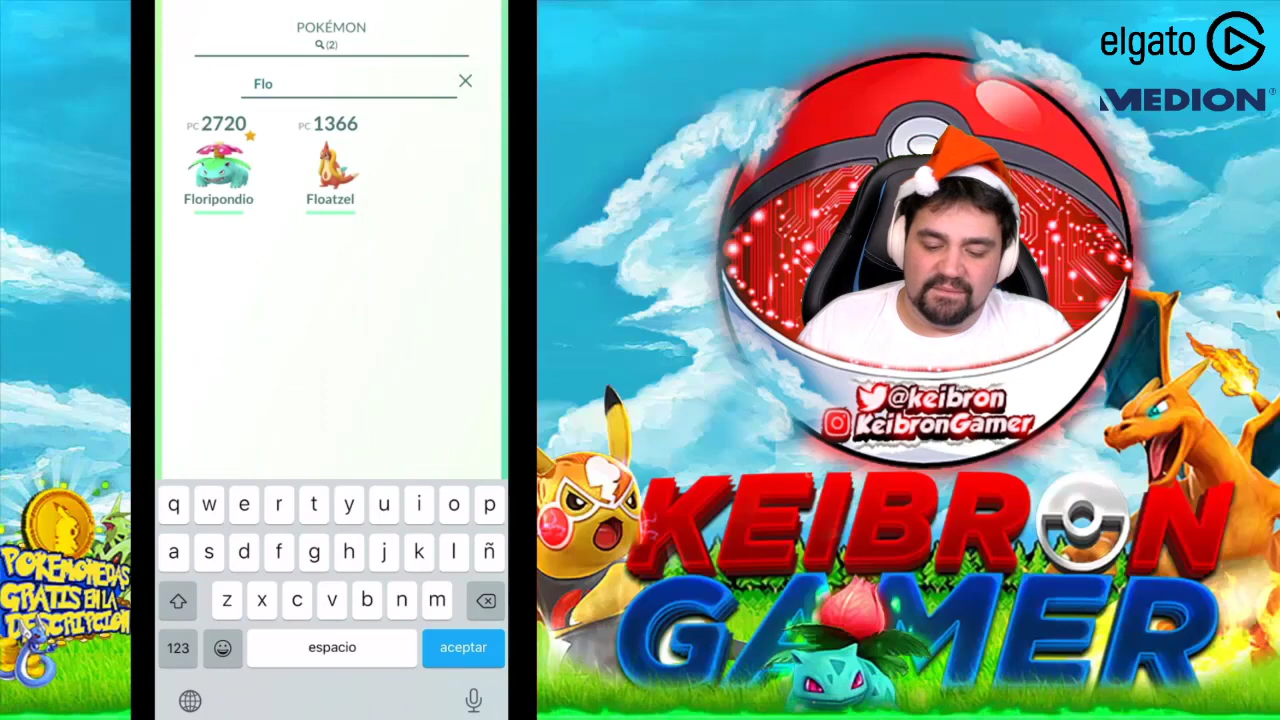 POKÉMON
(2)
Flo
PC 2720
PC 1366
Floripondio
Floatzel
q w e r t y u i o p
a s d f g h j k l ñ
z x c v b n m
123
espacio
aceptar
POKEMONEDAS
GRATIS EN LA
DESCRIPCION
elgato
MEDION®
@keibron
KeibronGamer
KEIBRON
GAMER